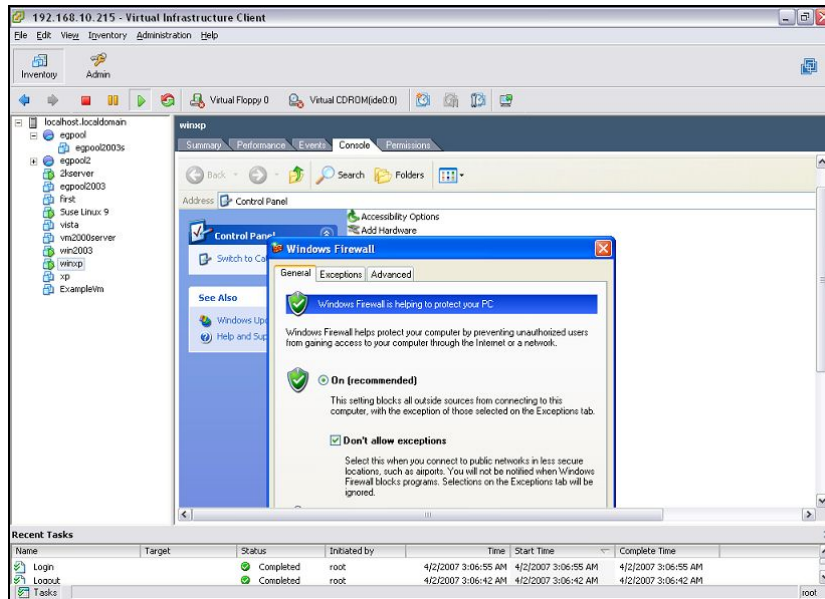 192.168.10.215 - Virtual Infrastructure Client
File Edit View Inventory Administration Help
Inventory Admin
Virtual Floppy 0 Virtual CDROM(ide0:0)
localhost.localdomain
egpool
egpool2003s
egpool2
2kserver
egpool2003
first
Suse Linux 9
vista
vm2000server
win2003
winxp
xp
ExampleVm
winxp
Summary Performance Events Console Permissions
Back Search Folders
Address Control Panel
Control Panel
Switch to Ca
See Also
Windows Up
Help and Sup
Accessiblity Options
Add Hardware
Windows Firewall
General Exceptions Advanced
Windows Firewall is helping to protect your PC
Windows Firewall helps protect your computer by preventing unauthorized users
from gaining access to your computer through the Internet or a network.
On (recommended)
This setting blocks all outside sources from connecting to this
computer, with the exception of those selected on the Exceptions tab.
Don't allow exceptions
Select this when you connect to public networks in less secure
locations, such as airports. You will not be notified when Windows
Firewall blocks programs. Selections on the Exceptions tab will be
ignored.
Recent Tasks
Name Target Status Initiated by Time Start Time Complete Time
Login Completed root 4/2/2007 3:06:55 AM 4/2/2007 3:06:55 AM 4/2/2007 3:06:55 AM
Logout Completed root 4/2/2007 3:06:42 AM 4/2/2007 3:06:42 AM 4/2/2007 3:06:42 AM
Tasks root